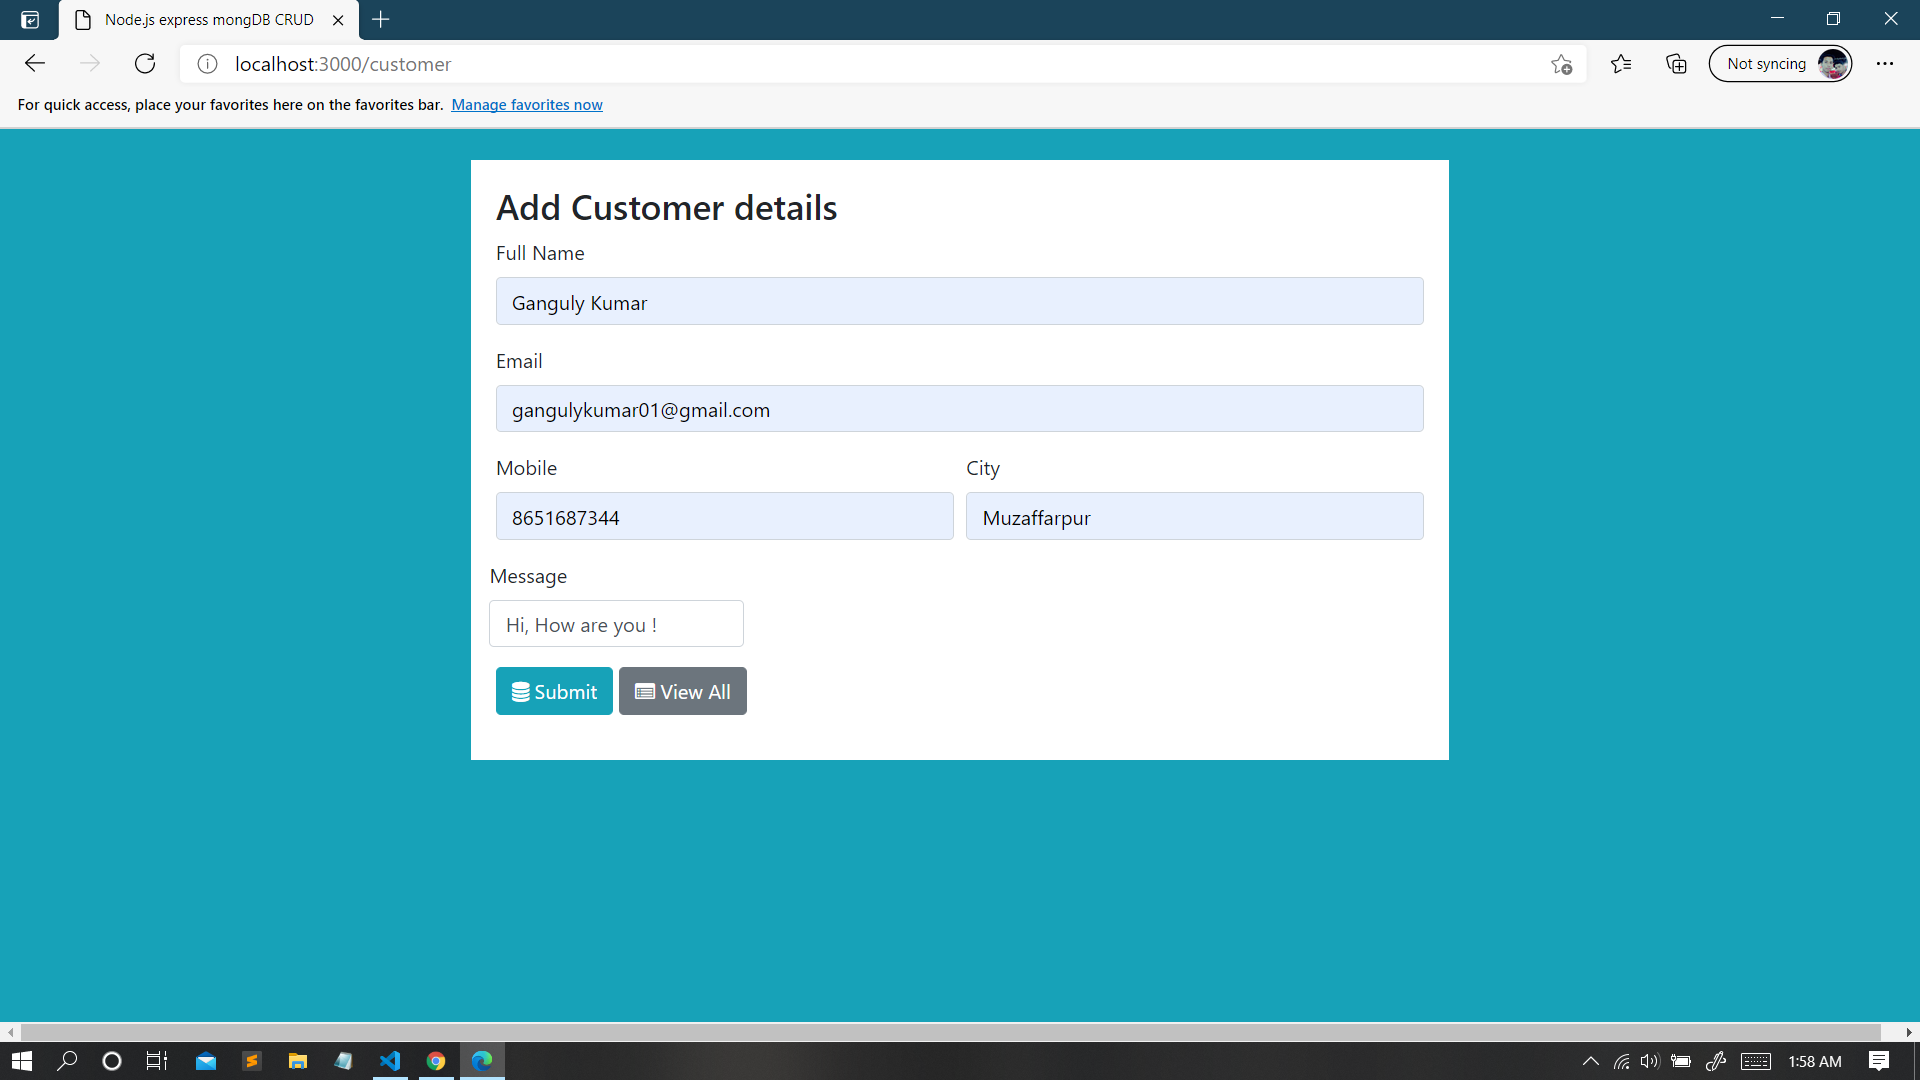 Node.js express mongDB CRUD
localhost:3000/customer
Not syncing
For quick access, place your favorites here on the favorites bar. Manage favorites now
Add Customer details
Full Name
Ganguly Kumar
Email
gangulykumar01@gmail.com
Mobile City
8651687344 Muzaffarpur
Message
Hi, How are you !
Submit View All
1:58 AM